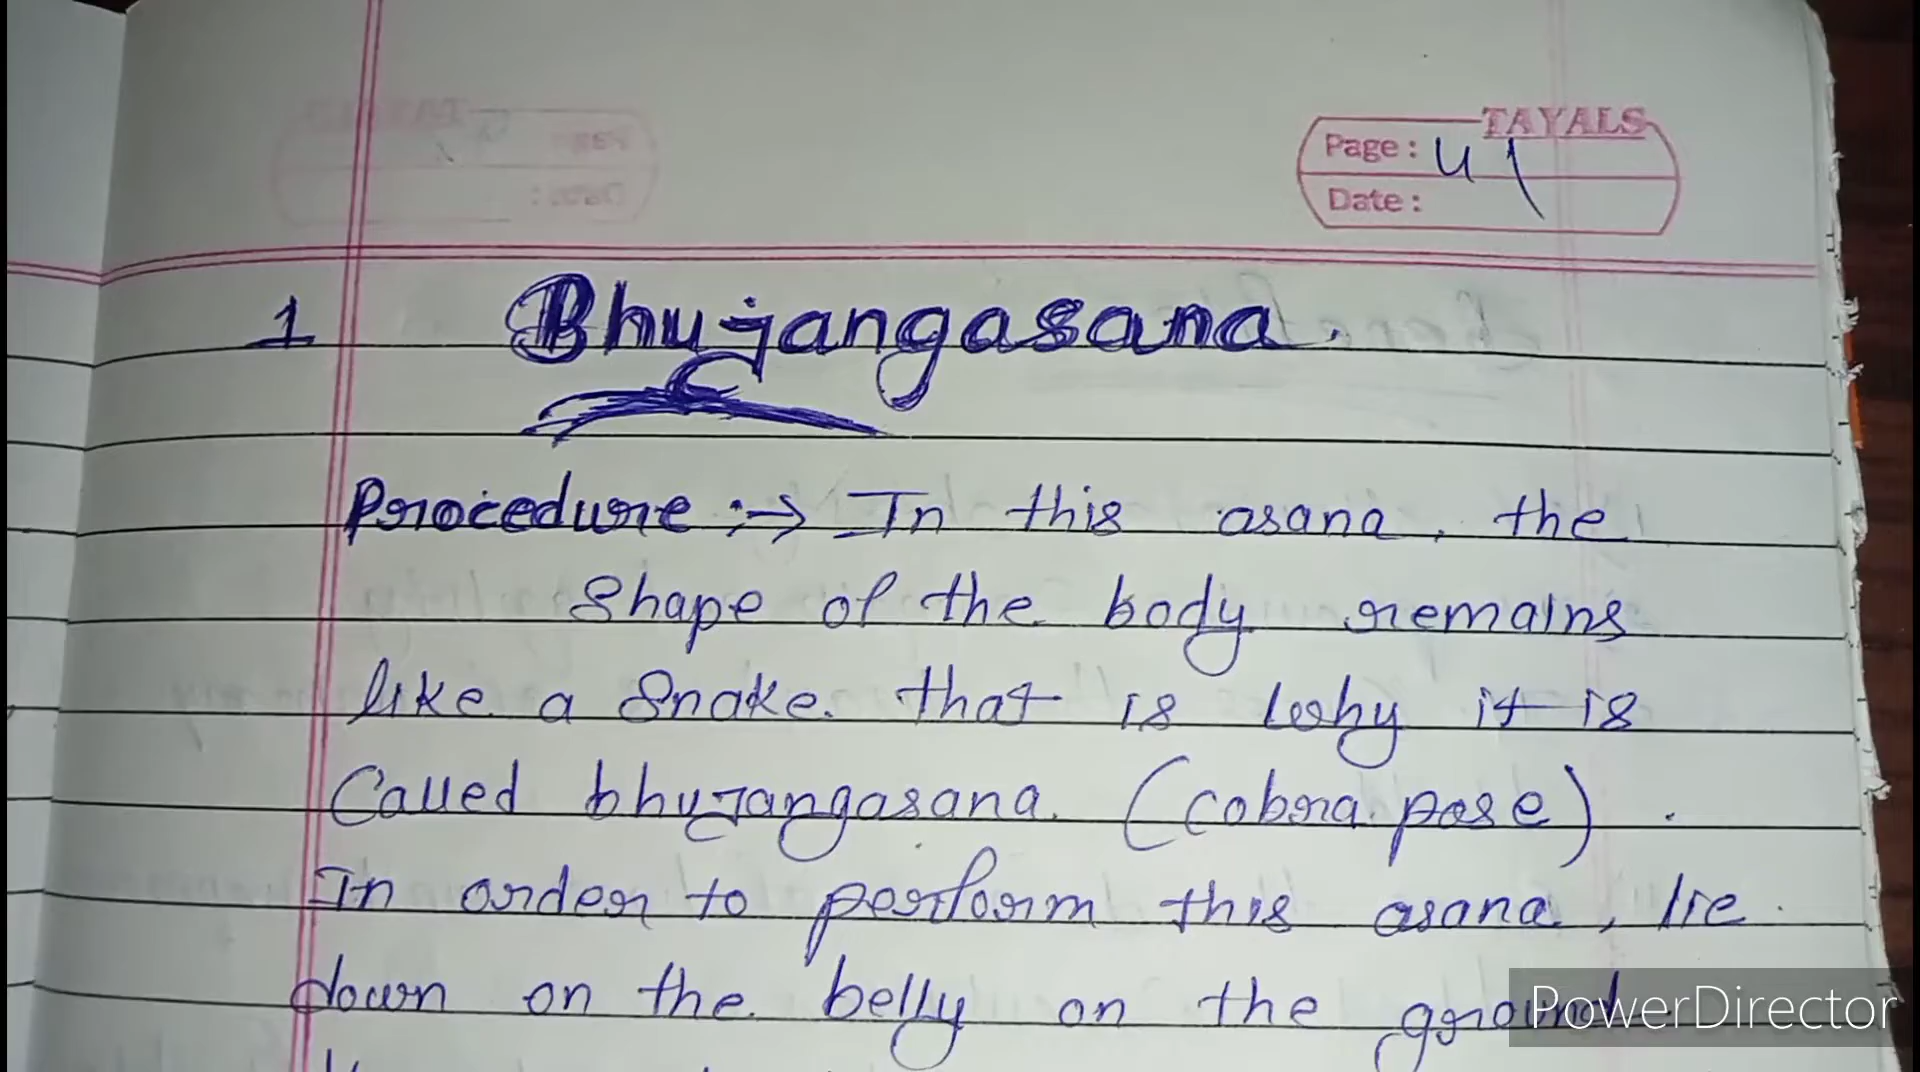 TAYALS
Page: 41
Date:
1 Bhujangasana.
Procedure :→ In this asana, the
Shape of the body remains
like a Snake. that is why it is
Called bhujangasana. (cobra pose).
In order to perform this asana, lie
down on the belly on the ground
PowerDirector